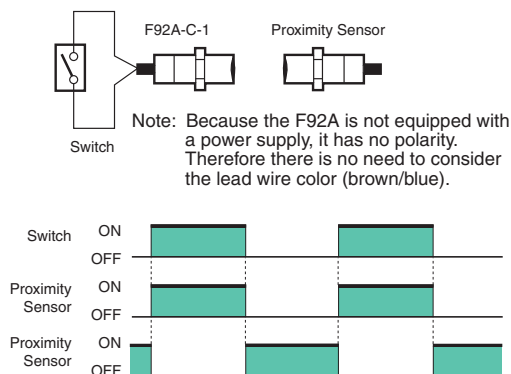 F92A-C-1
Proximity Sensor
Switch
Note: Because the F92A is not equipped with
a power supply, it has no polarity.
Therefore there is no need to consider
the lead wire color (brown/blue).
Switch
ON
OFF
Proximity
Sensor
ON
OFF
Proximity
Sensor
ON
OFF